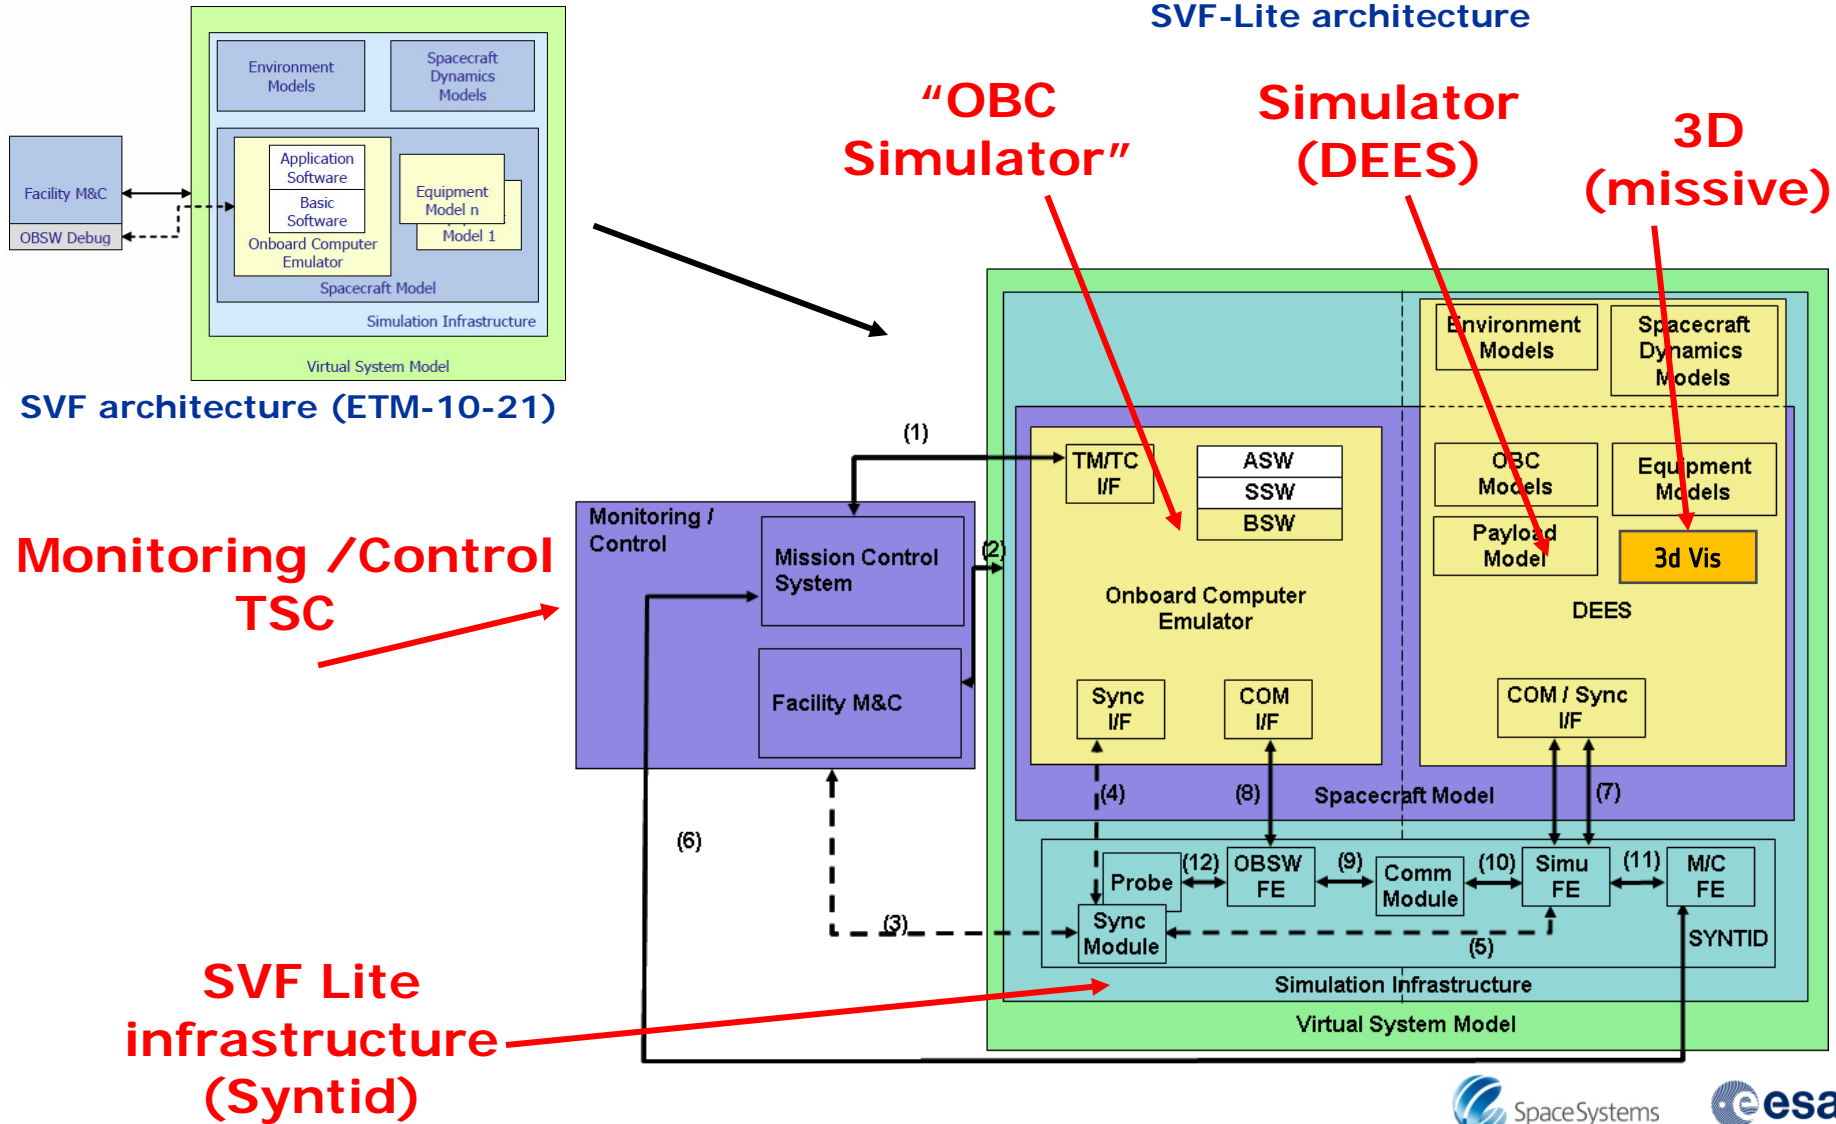 SVF-Lite architecture
Environment
Models
Spacecraft
Dynamics
Models
Application
Software
Basic
Software
Onboard Computer
Emulator
Equipment
Model n
Model 1
Spacecraft Model
Simulation Infrastructure
Virtual System Model
Facility M&C
OBSW Debug
SVF architecture (ETM-10-21)
“OBC
Simulator”
Simulator
(DEES)
3D
(missive)
Monitoring /Control
TSC
SVF Lite
infrastructure
(Syntid)
Monitoring /
Control
Mission Control
System
Facility M&C
(1)
(2)
(3)
(6)
TM/TC
I/F
ASW
SSW
BSW
Onboard Computer
Emulator
Sync
I/F
COM
I/F
Environment
Models
Spacecraft
Dynamics
Models
OBC
Models
Equipment
Models
Payload
Model
3d Vis
DEES
COM / Sync
I/F
(4)
(8)
Spacecraft Model
(7)
Probe
(12)
OBSW
FE
(9)
Comm
Module
(10)
Simu
FE
(11)
M/C
FE
Sync
Module
(5)
SYNTID
Simulation Infrastructure
Virtual System Model
Space Systems
esa